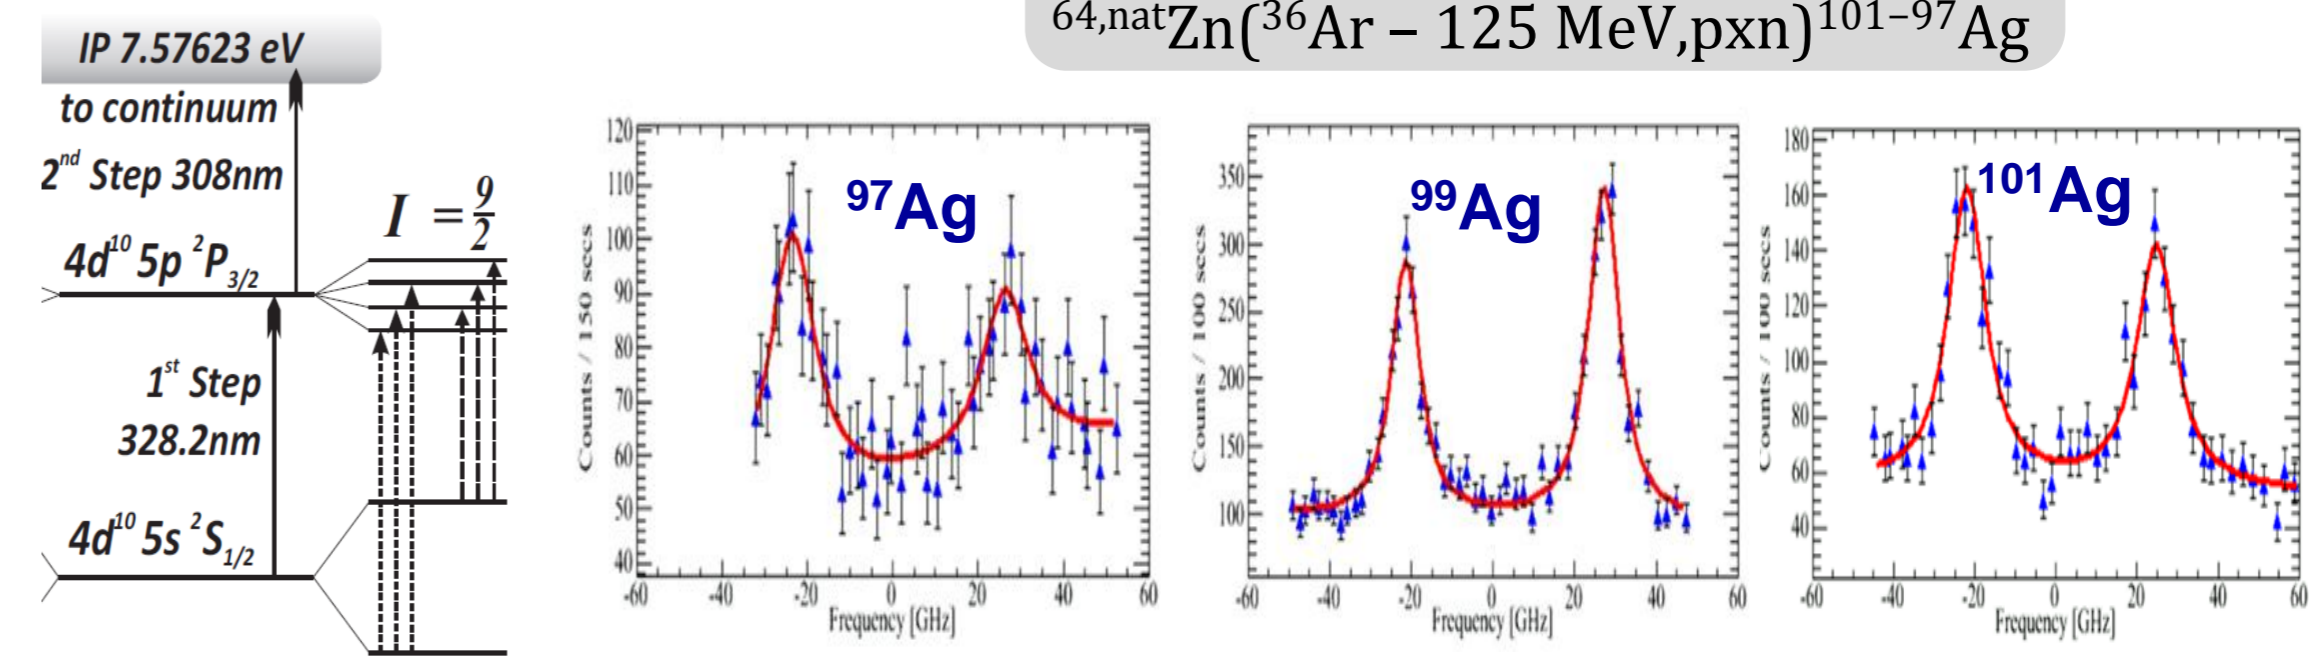 IP 7.57623 eV
to continuum
2nd Step 308nm
I = 9/2
4d10 5p 2P3/2
1st Step
328.2nm
4d10 5s 2S1/2
64,natZn(36Ar – 125 MeV,pxn)101–97Ag
97Ag
Counts / 150 secs
120
110
100
90
80
70
60
50
40
-60 -40 -20 0 20 40 60
Frequency [GHz]
99Ag
Counts / 100 secs
350
300
250
200
150
100
-60 -40 -20 0 20 40 60
Frequency [GHz]
101Ag
Counts / 100 secs
180
160
140
120
100
80
60
40
-60 -40 -20 0 20 40 60
Frequency [GHz]